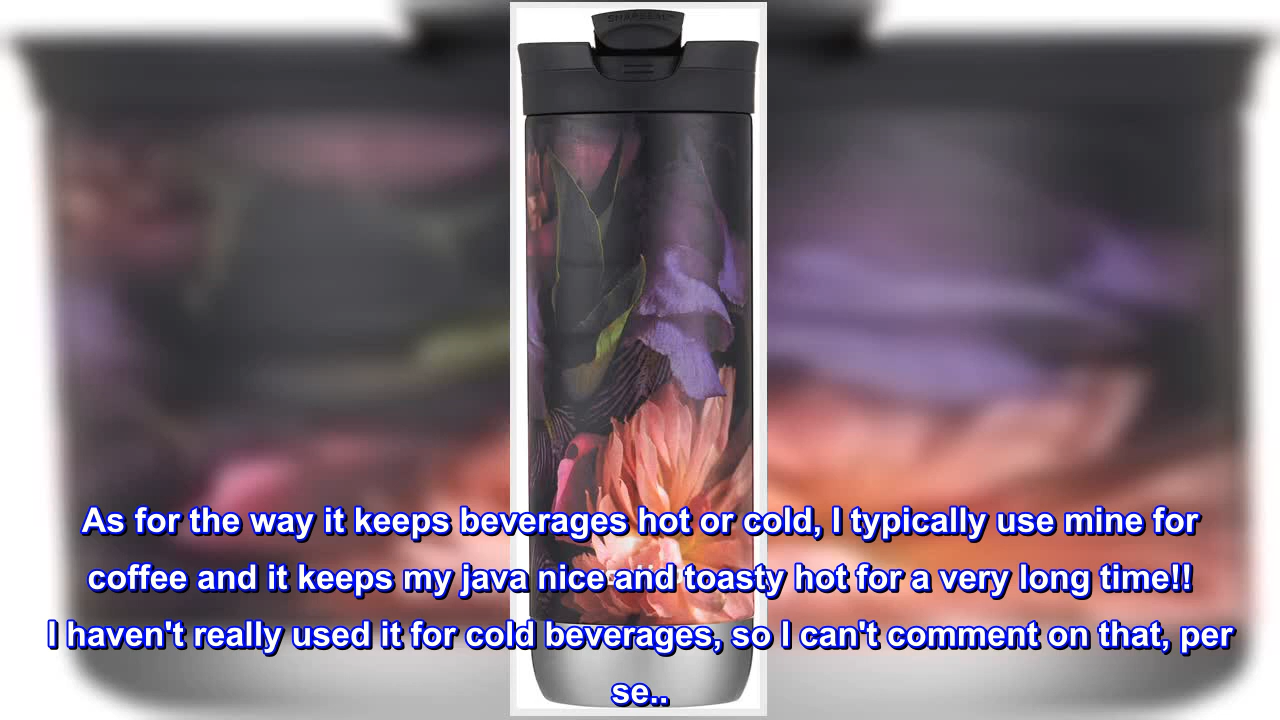 SNAPSEAL
As for the way it keeps beverages hot or cold, I typically use mine for
coffee and it keeps my java nice and toasty hot for a very long time!!
I haven't really used it for cold beverages, so I can't comment on that, per
se..